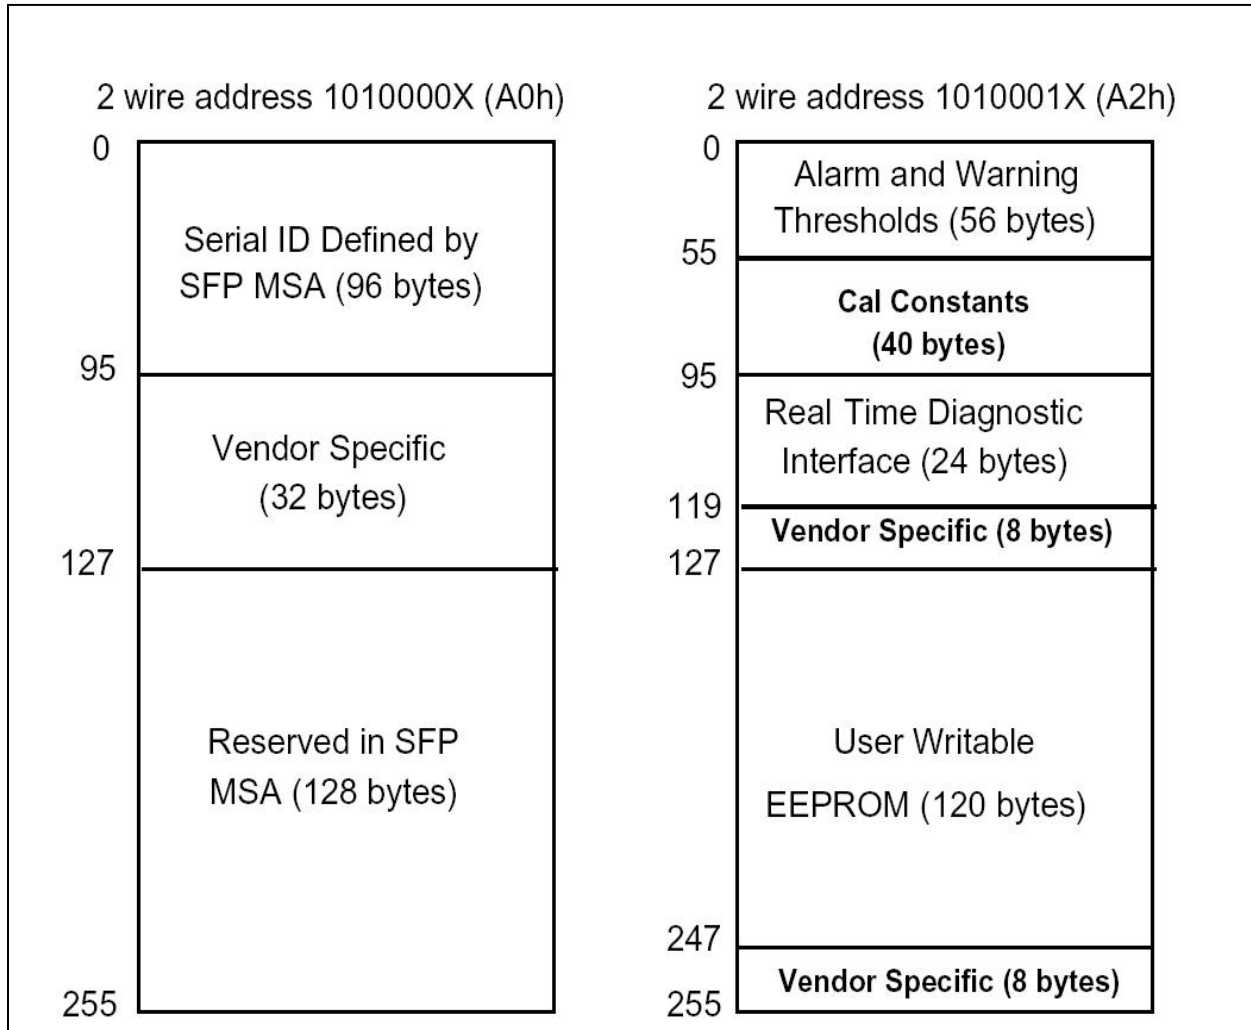 2 wire address 1010000X (A0h)
0
Serial ID Defined by
SFP MSA (96 bytes)
95
Vendor Specific
(32 bytes)
127
Reserved in SFP
MSA (128 bytes)
255
2 wire address 1010001X (A2h)
0
Alarm and Warning
Thresholds (56 bytes)
55
Cal Constants
(40 bytes)
95
Real Time Diagnostic
Interface (24 bytes)
119
Vendor Specific (8 bytes)
127
User Writable
EEPROM (120 bytes)
247
Vendor Specific (8 bytes)
255